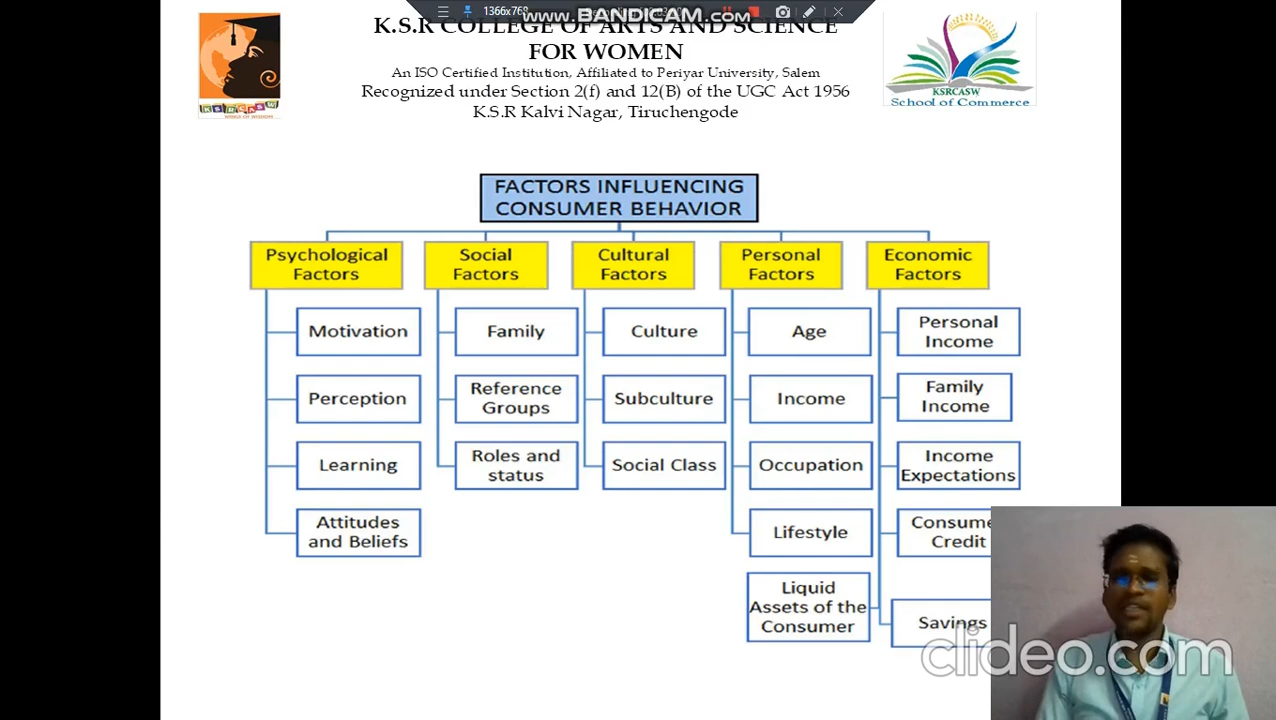 1366x768
www.BANDICAM.com
K.S.R COLLEGE OF ARTS AND SCIENCE
FOR WOMEN
An ISO Certified Institution, Affiliated to Periyar University, Salem
Recognized under Section 2(f) and 12(B) of the UGC Act 1956
K.S.R Kalvi Nagar, Tiruchengode
KSRCASW
KSRCASW
School of Commerce
FACTORS INFLUENCING
CONSUMER BEHAVIOR
Psychological
Factors
Motivation
Perception
Learning
Attitudes
and Beliefs
Social
Factors
Family
Reference
Groups
Roles and
status
Cultural
Factors
Culture
Subculture
Social Class
Personal
Factors
Age
Income
Occupation
Lifestyle
Economic
Factors
Personal
Income
Family
Income
Income
Expectations
Consumer
Credit
Liquid
Assets of the
Consumer
Savings
clideo.com